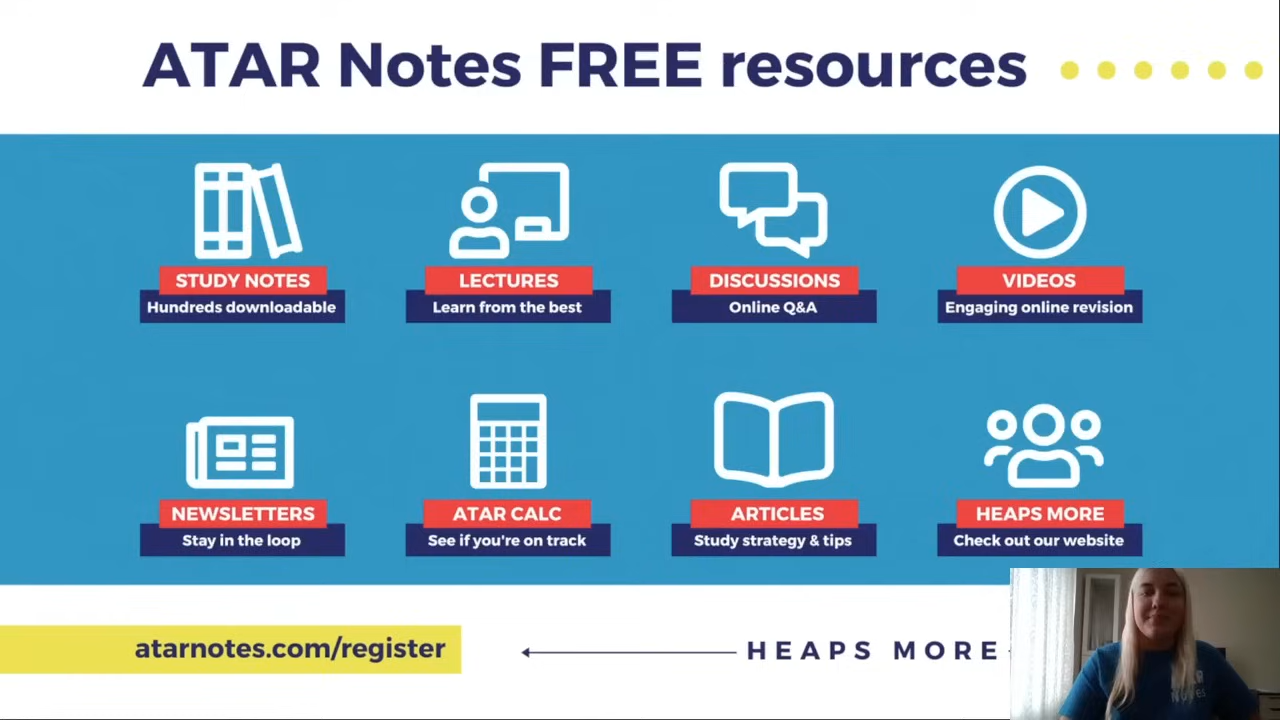 ATAR Notes FREE resources
STUDY NOTES
Hundreds downloadable
LECTURES
Learn from the best
DISCUSSIONS
Online Q&A
VIDEOS
Engaging online revision
NEWSLETTERS
Stay in the loop
ATAR CALC
See if you're on track
ARTICLES
Study strategy & tips
HEAPS MORE
Check out our website
atarnotes.com/register
HEAPS MORE
ATAR
Notes